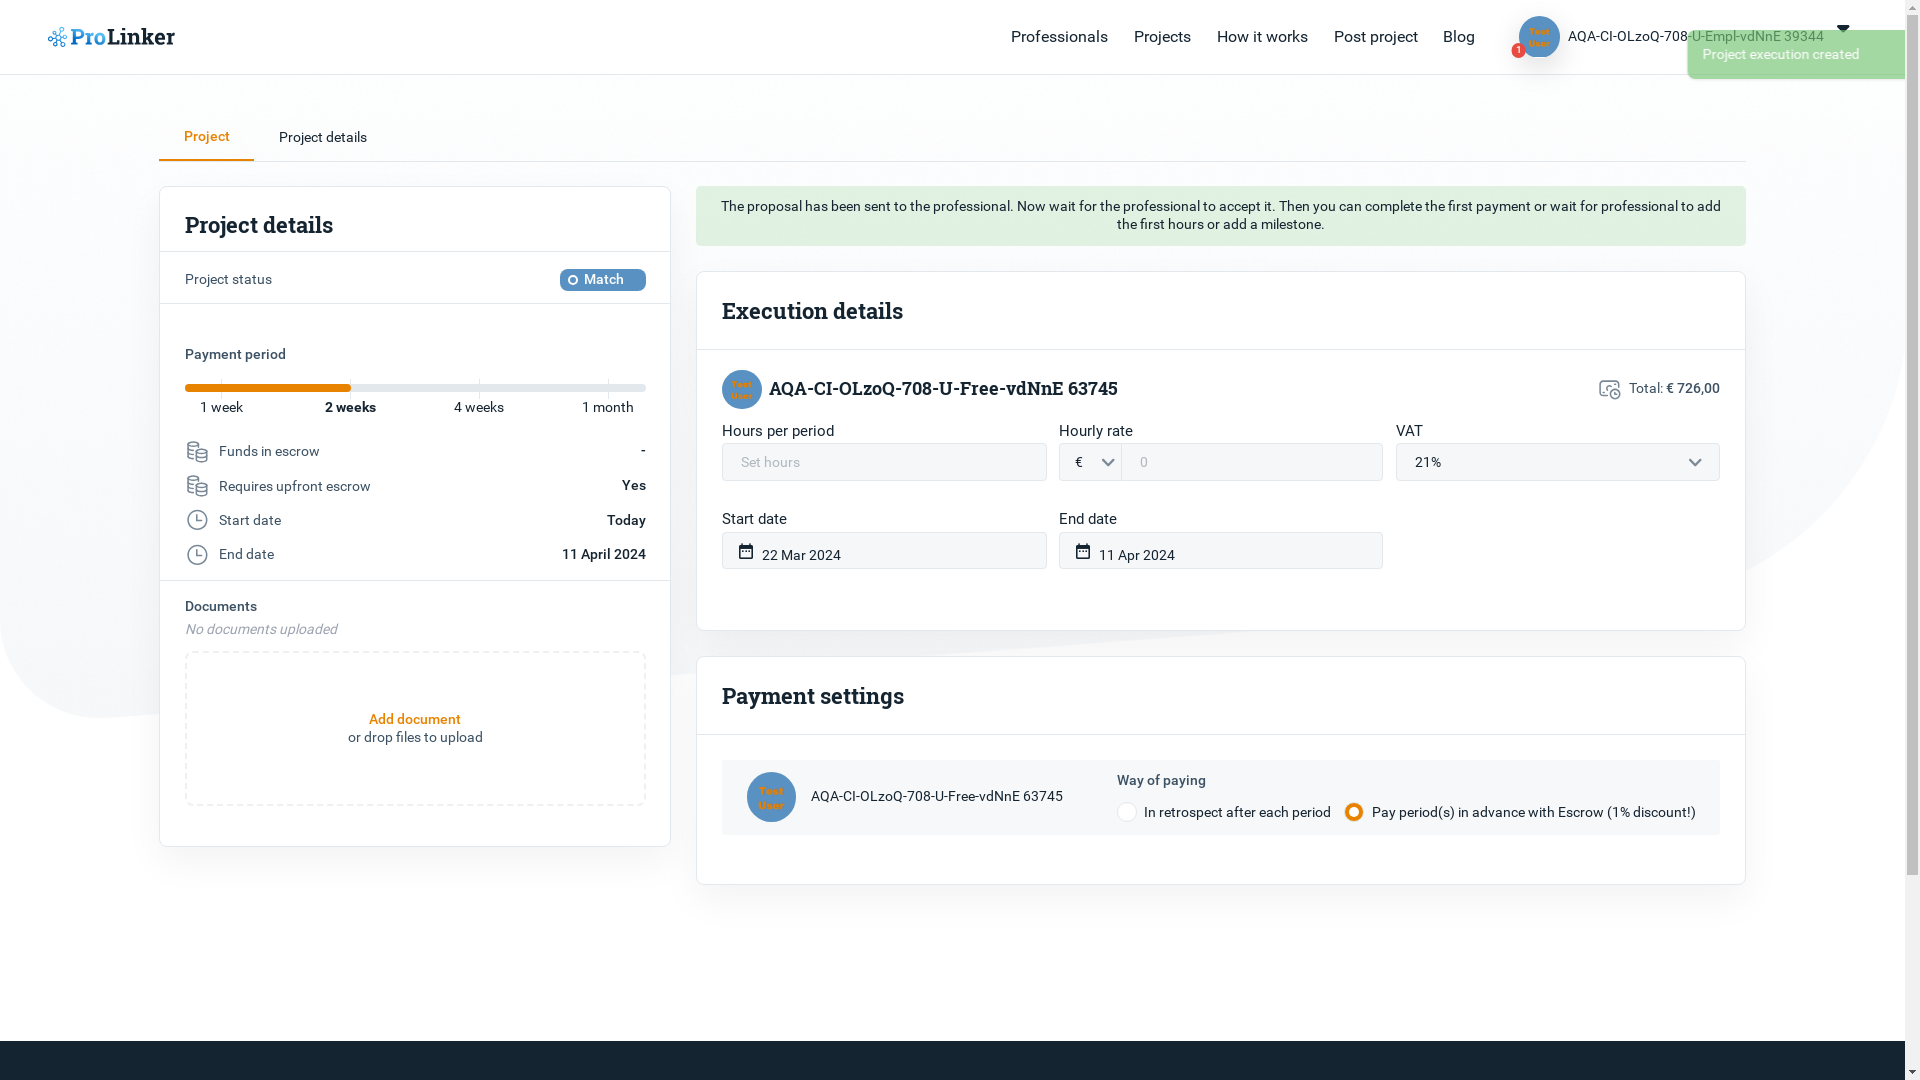 ProLinker
Professionals Projects How it works Post project Blog
Test User
1
AQA-CI-OLzoQ-708-U-Empl-vdNnE 39344
Project execution created
Project Project details
Project details
Project status
Match
Payment period
1 week 2 weeks 4 weeks 1 month
Funds in escrow -
Requires upfront escrow Yes
Start date Today
End date 11 April 2024
Documents
No documents uploaded
Add document
or drop files to upload
The proposal has been sent to the professional. Now wait for the professional to accept it. Then you can complete the first payment or wait for professional to add
the first hours or add a milestone.
Execution details
Test User
AQA-CI-OLzoQ-708-U-Free-vdNnE 63745
Total: € 726,00
Hours per period Hourly rate VAT
Set hours € 0 21%
Start date End date
22 Mar 2024 11 Apr 2024
Payment settings
Test User
AQA-CI-OLzoQ-708-U-Free-vdNnE 63745
Way of paying
In retrospect after each period Pay period(s) in advance with Escrow (1% discount!)